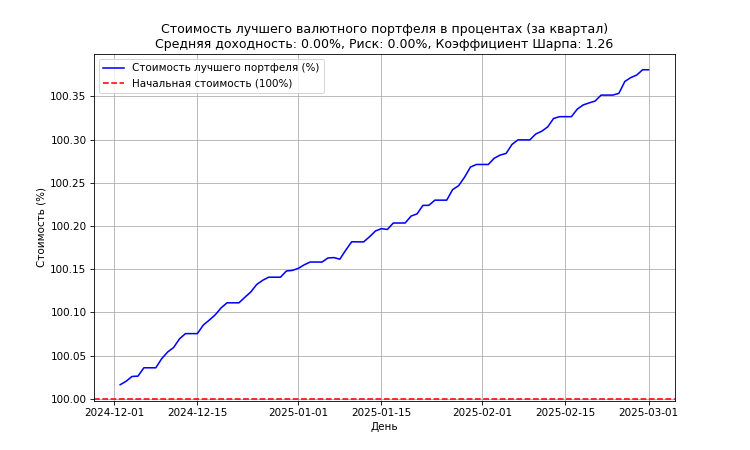 Стоимость лучшего валютного портфеля в процентах (за квартал)
Средняя доходность: 0.00%, Риск: 0.00%, Коэффициент Шарпа: 1.26
Стоимость лучшего портфеля (%)
Начальная стоимость (100%)
Стоимость (%)
100.35
100.30
100.25
100.20
100.15
100.10
100.05
100.00
2024-12-01
2024-12-15
2025-01-01
2025-01-15
2025-02-01
2025-02-15
2025-03-01
День